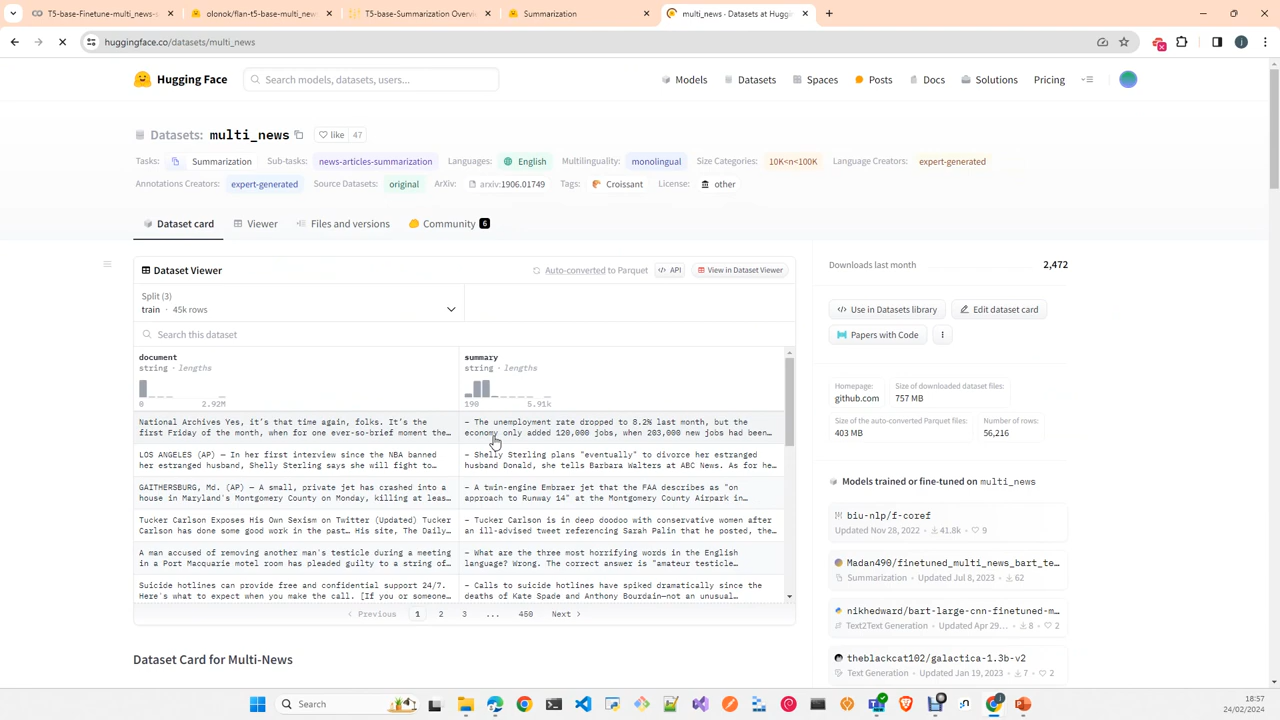 T5-base-Finetune-multi_news-s
olonok/flan-t5-base-multi_new
T5-base-Summarization Overvi
Summarization
multi_news · Datasets at Hugg
huggingface.co/datasets/multi_news
Hugging Face
Search models, datasets, users...
Models
Datasets
Spaces
Posts
Docs
Solutions
Pricing
Datasets: multi_news
like 47
Tasks: Summarization Sub-tasks: news-articles-summarization Languages: English Multilinguality: monolingual Size Categories: 10K<n<100K Language Creators: expert-generated
Annotations Creators: expert-generated Source Datasets: original ArXiv: arxiv:1906.01749 Tags: Croissant License: other
Dataset card Viewer Files and versions Community 6
Dataset Viewer
Auto-converted to Parquet API View in Dataset Viewer
Split (3)
train · 45k rows
Search this dataset
document
string · lengths
0 2.92M
summary
string · lengths
190 5.91k
National Archives Yes, it's that time again, folks. It's the
first Friday of the month, when for one ever-so-brief moment the…
– The unemployment rate dropped to 8.2% last month, but the
economy only added 120,000 jobs, when 203,000 new jobs had been…
LOS ANGELES (AP) — In her first interview since the NBA banned
her estranged husband, Shelly Sterling says she will fight to…
– Shelly Sterling plans "eventually" to divorce her estranged
husband Donald, she tells Barbara Walters at ABC News. As for he…
GAITHERSBURG, Md. (AP) — A small, private jet has crashed into a
house in Maryland's Montgomery County on Monday, killing at leas…
– A twin-engine Embraer jet that the FAA describes as "on
approach to Runway 14" at the Montgomery County Airpark in…
Tucker Carlson Exposes His Own Sexism on Twitter (Updated) Tucker
Carlson has done some good work in the past… His site, The Daily…
– Tucker Carlson is in deep doodoo with conservative women after
an ill-advised tweet referencing Sarah Palin that he posted, the…
A man accused of removing another man's testicle during a meeting
in a Port Macquarie motel room has pleaded guilty to a string of…
– What are the three most horrifying words in the English
language? Wrong. The correct answer is "amateur testicle…
Suicide hotlines can provide free and confidential support 24/7.
Here's what to expect when you make the call. [If you or someone…
– Calls to suicide hotlines have spiked dramatically since the
deaths of Kate Spade and Anthony Bourdain—not an unusual…
Previous 1 2 3 ... 450 Next
Dataset Card for Multi-News
Downloads last month 2,472
Use in Datasets library Edit dataset card
Papers with Code
Homepage:
github.com
Size of downloaded dataset files:
757 MB
Size of the auto-converted Parquet files:
403 MB
Number of rows:
56,216
Models trained or fine-tuned on multi_news
biu-nlp/f-coref
Updated Nov 28, 2022 · 41.8k · 9
Madan490/finetuned_multi_news_bart_te…
Summarization · Updated Jul 8, 2023 · 62
nikhedward/bart-large-cnn-finetuned-m…
Text2Text Generation · Updated Apr 29… · 8 · 2
theblackcat102/galactica-1.3b-v2
Text Generation · Updated Jan 19, 2023 · 7 · 2
Search
18:57
24/02/2024